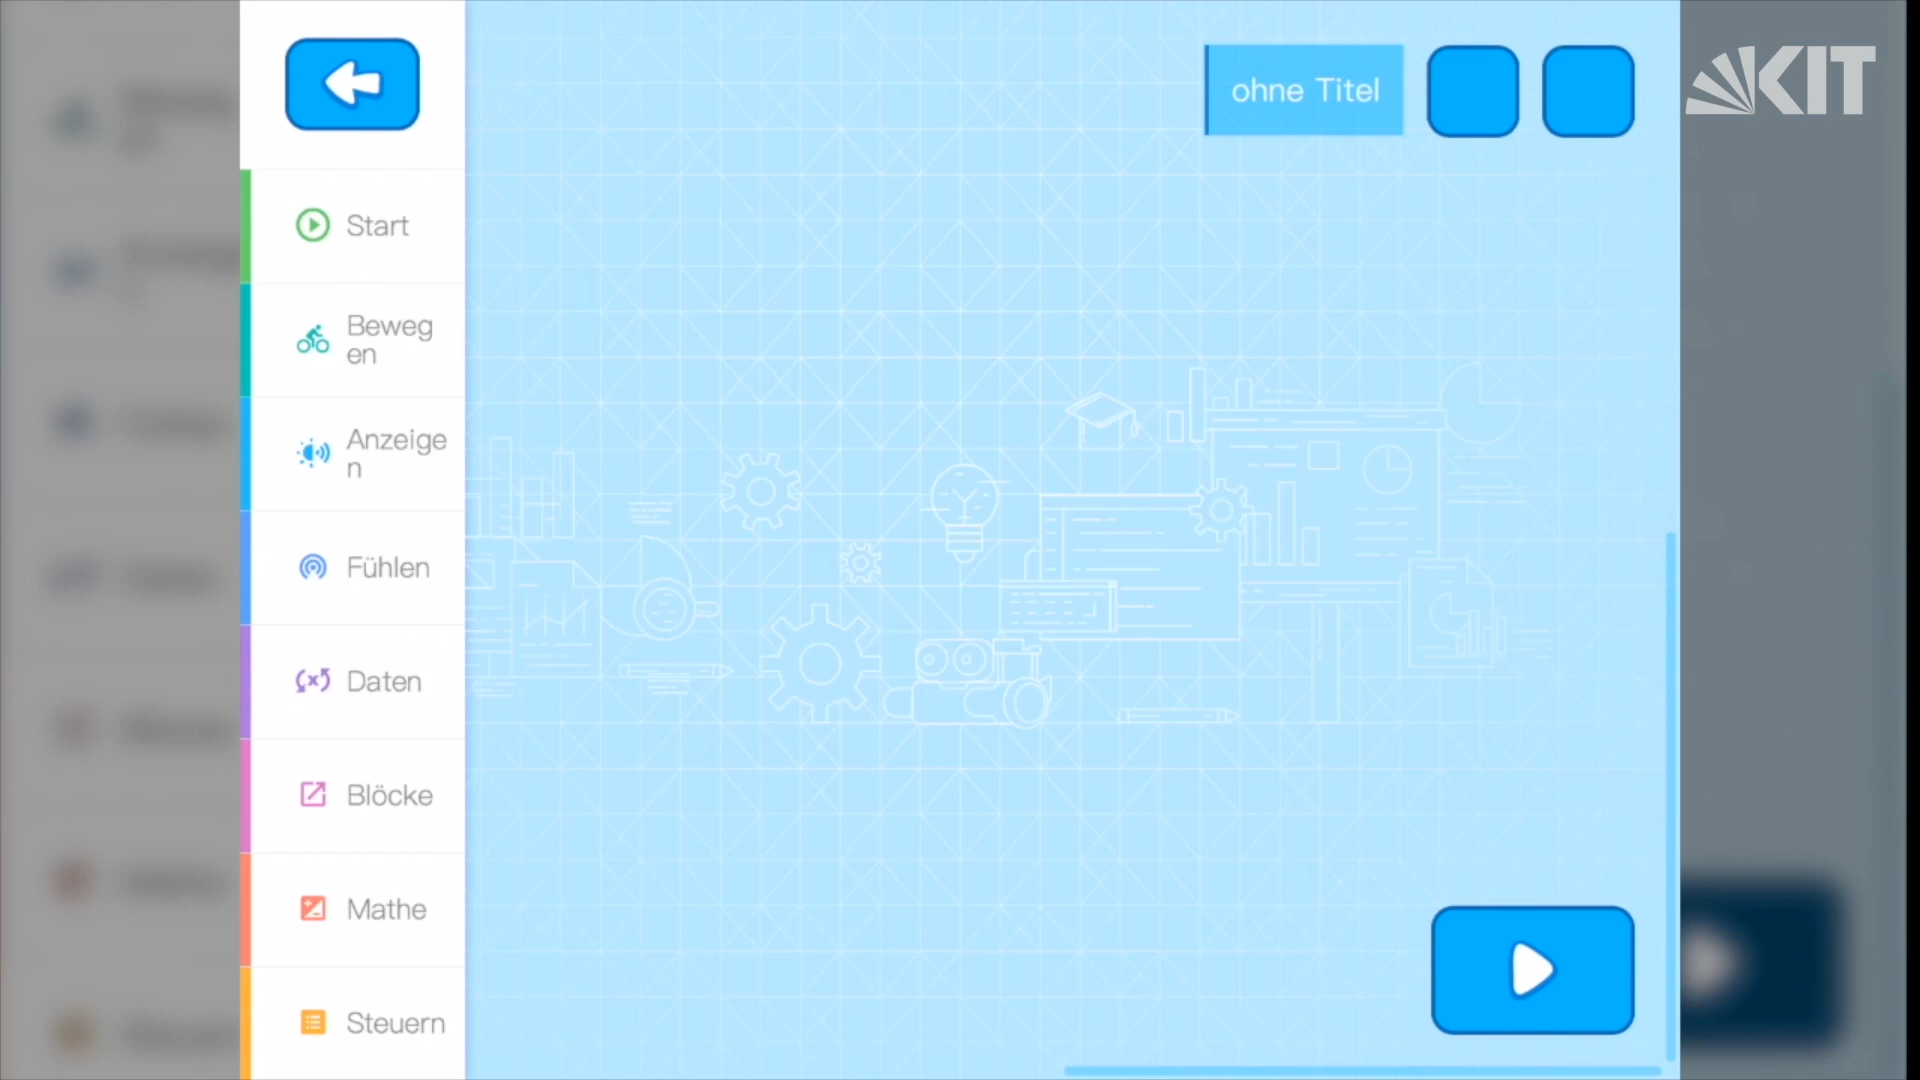 ohne Titel
KIT
Start
Beweg
en
Anzeige
n
Fühlen
Daten
Blöcke
Mathe
Steuern